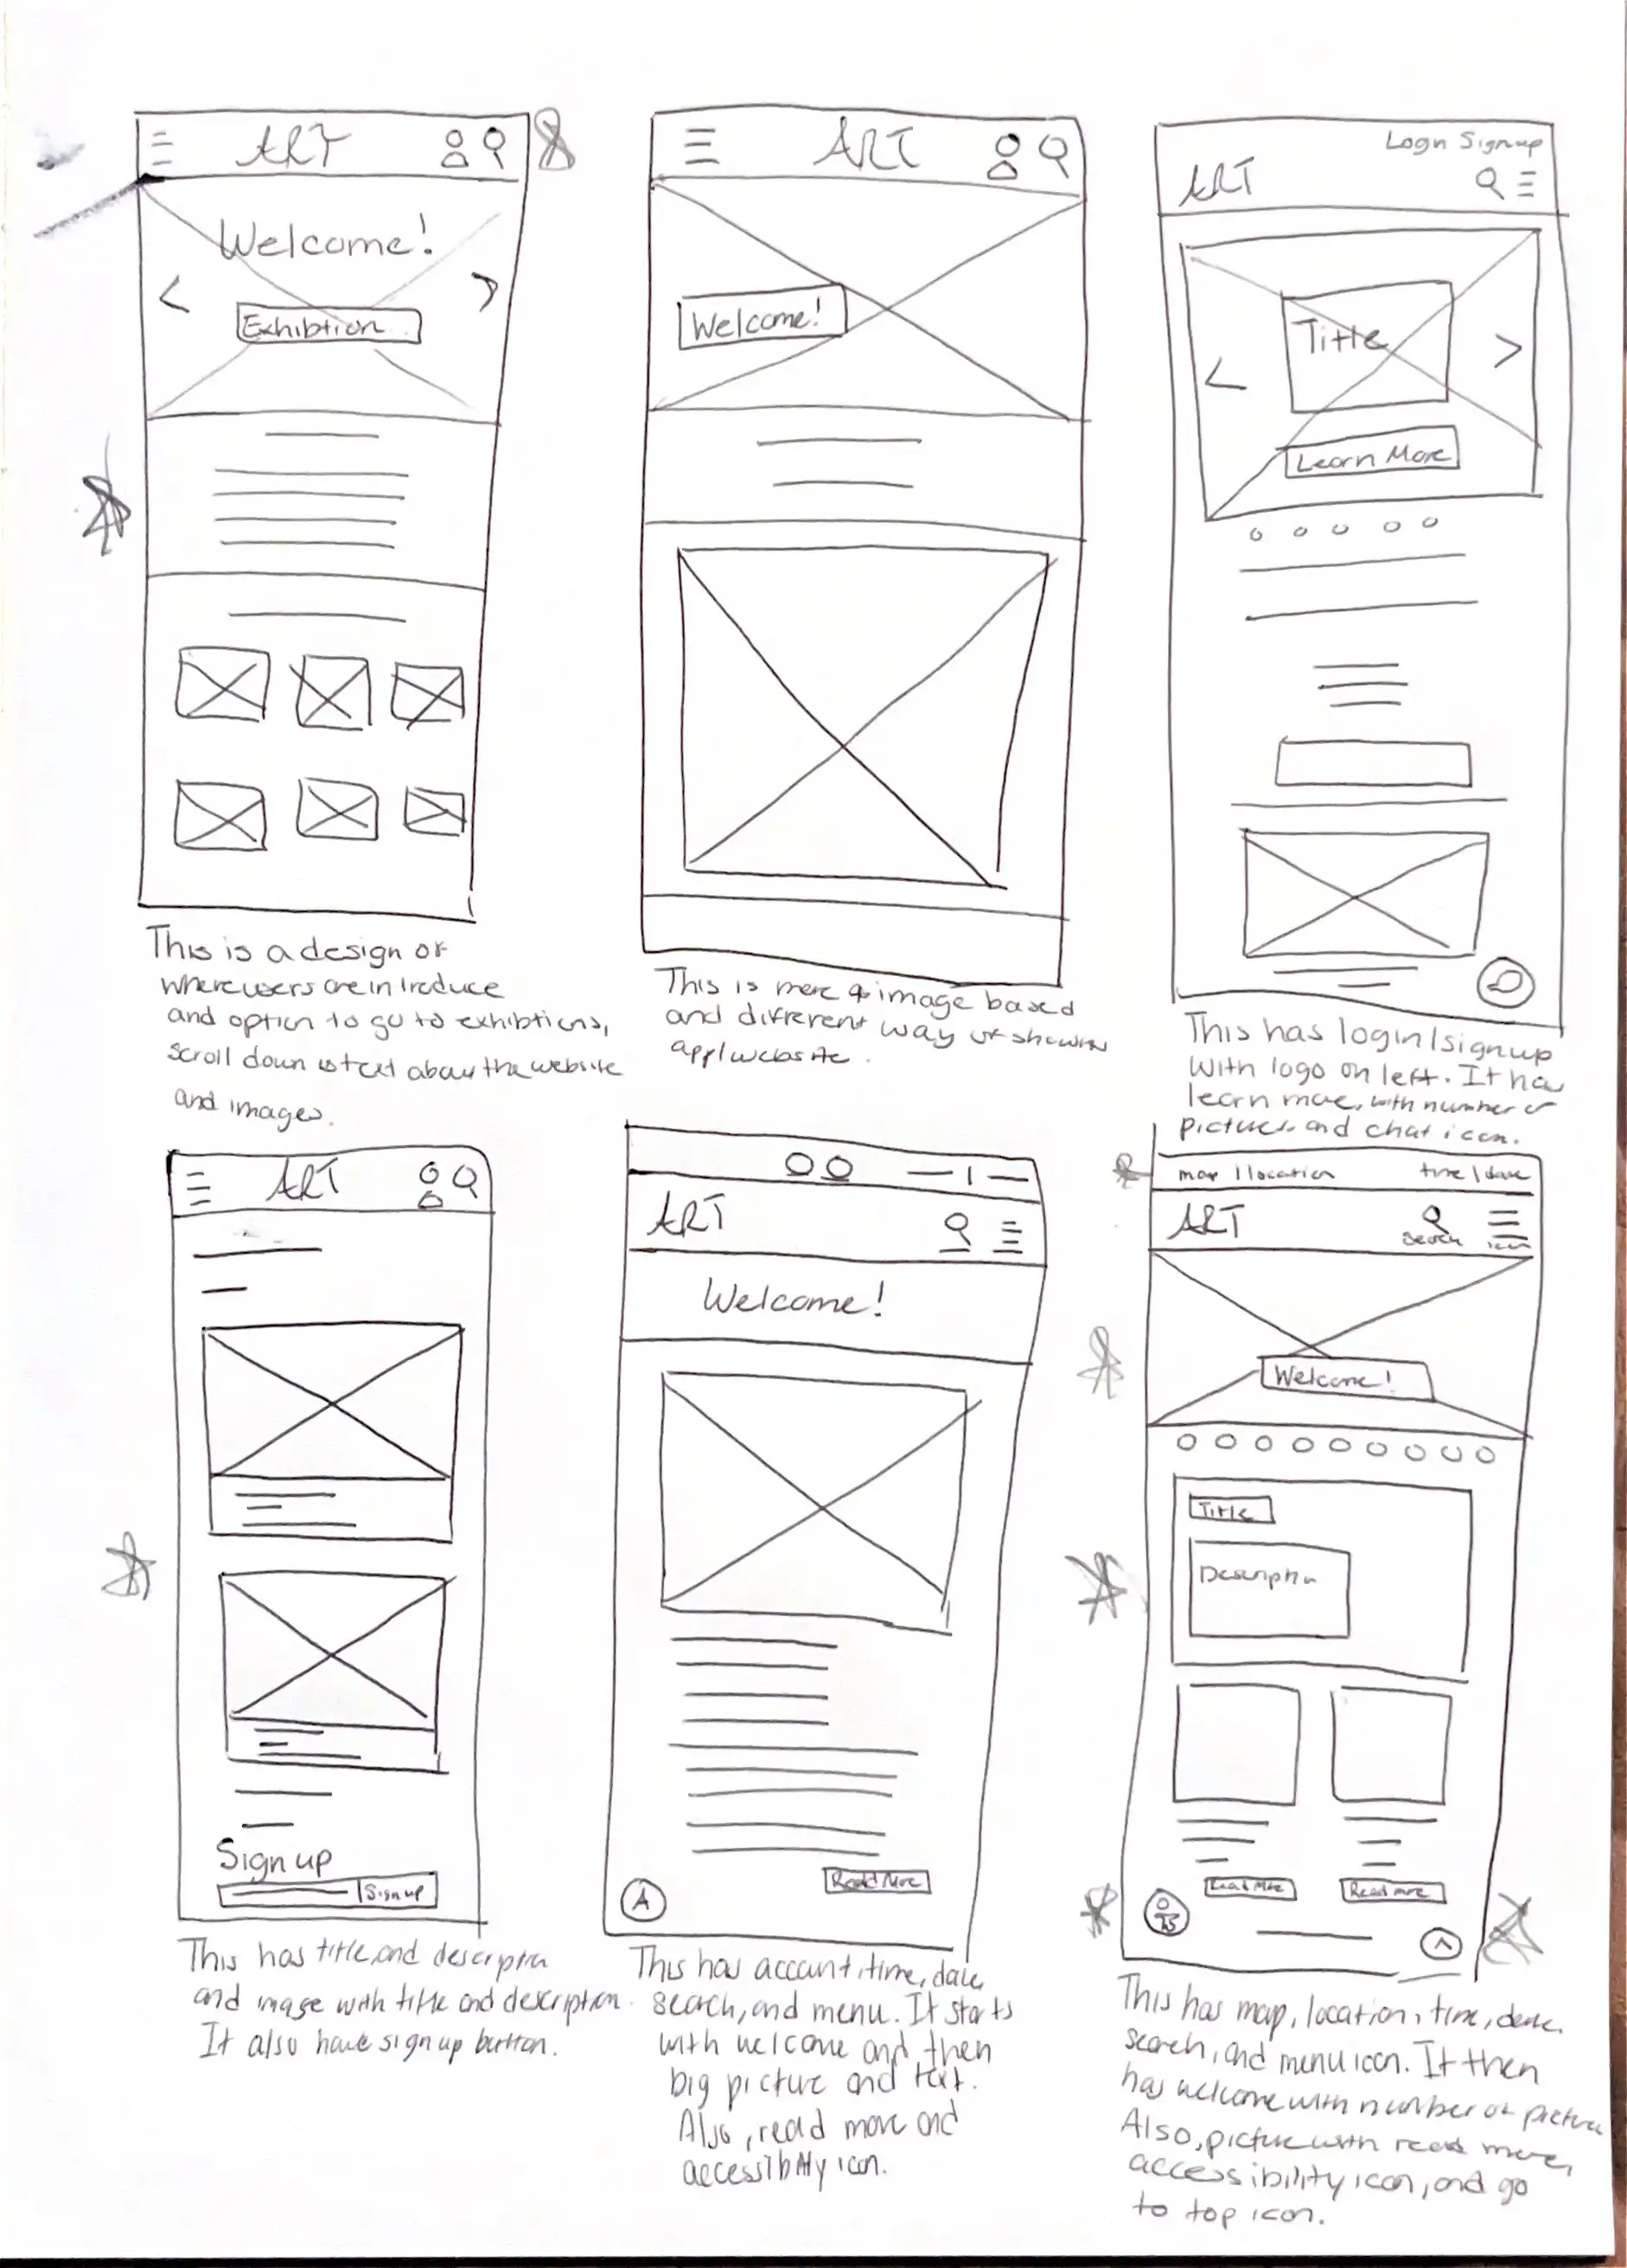 ART
Welcome!
Exhibtion
This is a design of
where users are in troduce
and option to go to exhibtions,
scroll down is text about the website
and images.
ART
Welcome!
This is more image based
and different way of showing
app/website.
Login Signup
ART
Title
Learn More
This has login/signup
with logo on left. It has
learn more, with number of
pictures and chat icon.
ART
Sign up
Sign up
This has title and description
and image with title and description.
It also have sign up button.
ART
Welcome!
Read More
A
This has account, time, date,
search, and menu. It starts
with welcome and then
big picture and text.
Also, read more and
accessibility icon.
map / location time / date
ART
search
icon
Welcome!
Title
Description
Read More Read more
This has map, location, time, date,
search, and menu icon. It then
has welcome with number of picture
Also, picture with read more,
accessibility icon, and go
to top icon.